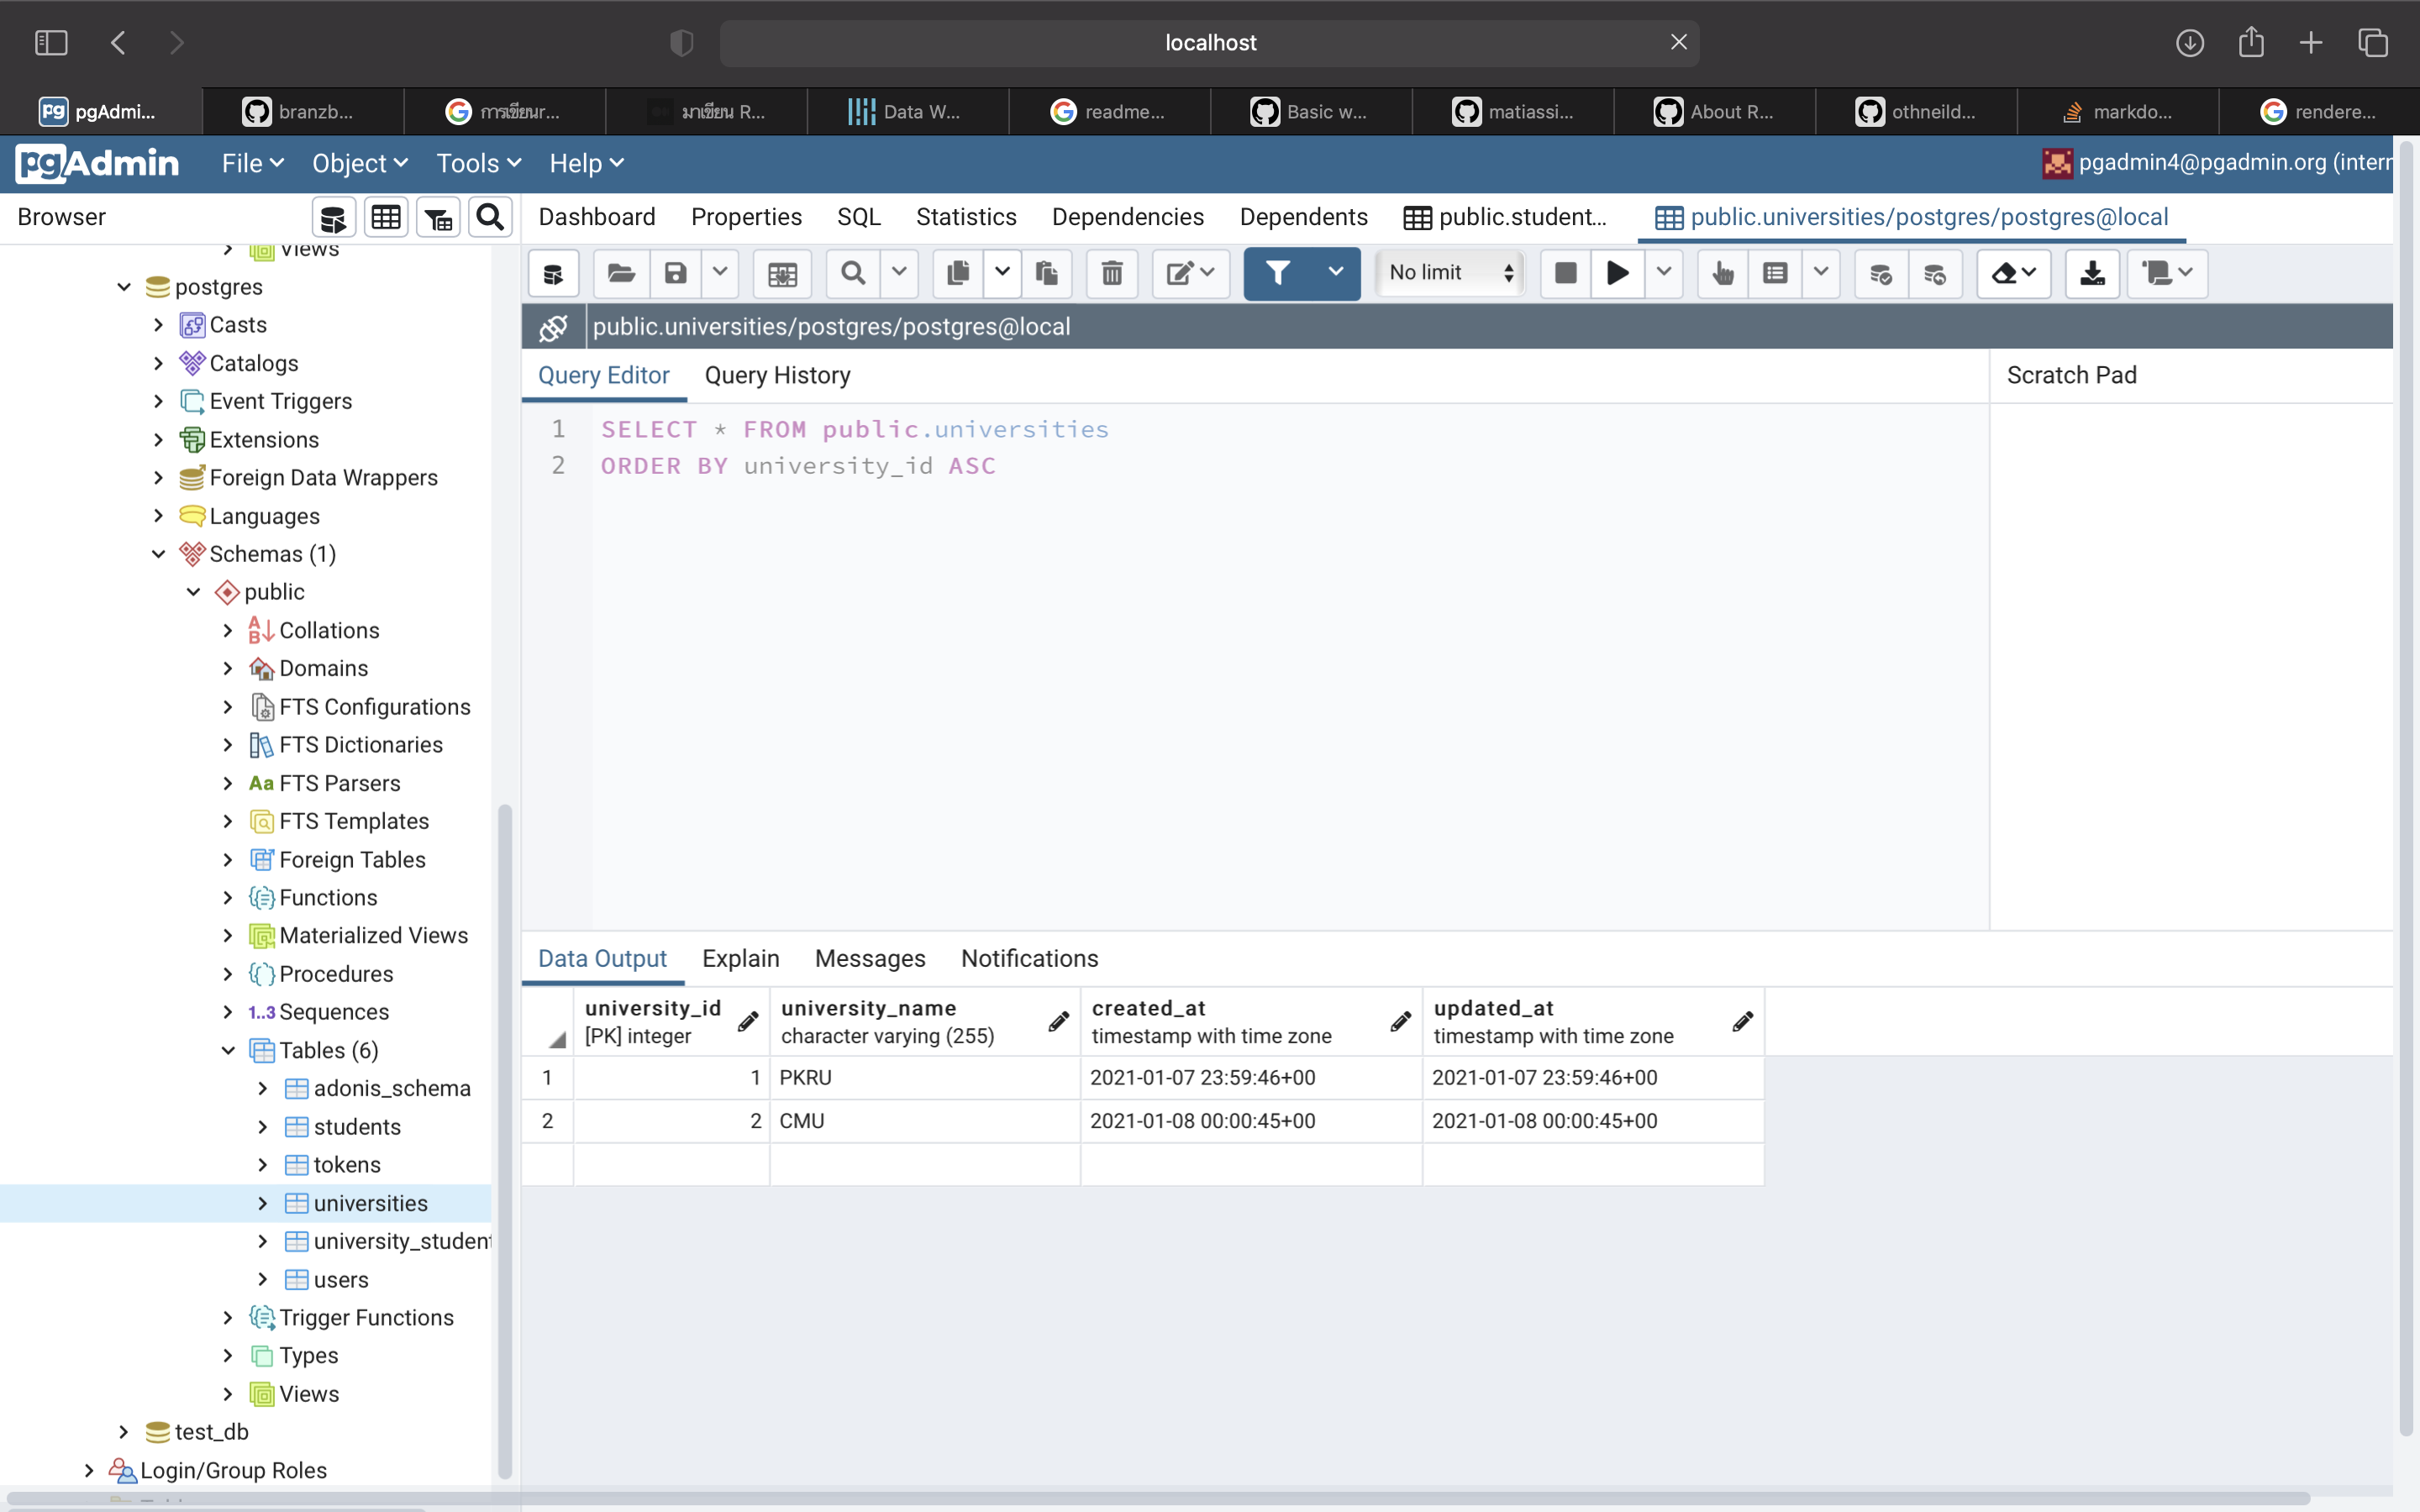 localhost
pgAdmi...
branzb...
การเขียนr...
มาเขียน R...
Data W...
readme...
Basic w...
matiassi...
About R...
othneild...
markdo...
rendere...
pgAdmin File Object Tools Help pgadmin4@pgadmin.org (intern
Browser
Dashboard Properties SQL Statistics Dependencies Dependents public.student... public.universities/postgres/postgres@local
Views
postgres
Casts
Catalogs
Event Triggers
Extensions
Foreign Data Wrappers
Languages
Schemas (1)
public
Collations
Domains
FTS Configurations
FTS Dictionaries
Aa FTS Parsers
FTS Templates
Foreign Tables
Functions
Materialized Views
Procedures
1..3 Sequences
Tables (6)
adonis_schema
students
tokens
universities
university_student
users
Trigger Functions
Types
Views
test_db
Login/Group Roles
No limit
public.universities/postgres/postgres@local
Query Editor Query History
Scratch Pad
1 SELECT * FROM public.universities
2 ORDER BY university_id ASC
Data Output Explain Messages Notifications
university_id university_name created_at updated_at
[PK] integer character varying (255) timestamp with time zone timestamp with time zone
1 1 PKRU 2021-01-07 23:59:46+00 2021-01-07 23:59:46+00
2 2 CMU 2021-01-08 00:00:45+00 2021-01-08 00:00:45+00